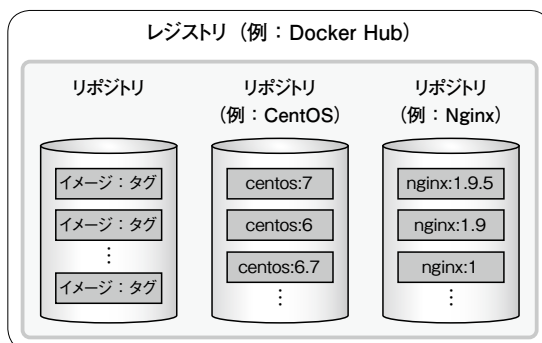 レジストリ（例：Docker Hub）
リポジトリ
イメージ：タグ
イメージ：タグ
⋮
イメージ：タグ
リポジトリ
（例：CentOS）
centos:7
centos:6
centos:6.7
⋮
リポジトリ
（例：Nginx）
nginx:1.9.5
nginx:1.9
nginx:1
⋮